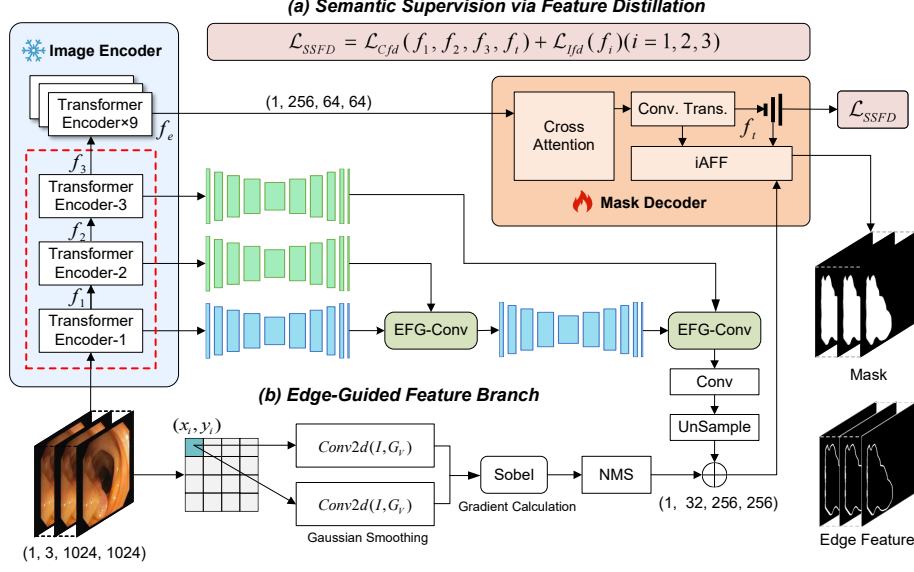 (a) Semantic Supervision via Feature Distillation
Image Encoder
L_SSFD = L_Cfd(f_1, f_2, f_3, f_t) + L_Ifd(f_i)(i = 1, 2, 3)
Transformer
Encoder×9
f_e
(1, 256, 64, 64)
Cross
Attention
Conv. Trans.
f_t
L_SSFD
iAFF
Mask Decoder
f_3
Transformer
Encoder-3
f_2
Transformer
Encoder-2
f_1
Transformer
Encoder-1
EFG-Conv
EFG-Conv
Conv
UnSample
Mask
(b) Edge-Guided Feature Branch
(x_i, y_i)
Conv2d(I,G_V)
Conv2d(I,G_V)
Gaussian Smoothing
Sobel
Gradient Calculation
NMS
(1, 32, 256, 256)
Edge Feature
(1, 3, 1024, 1024)